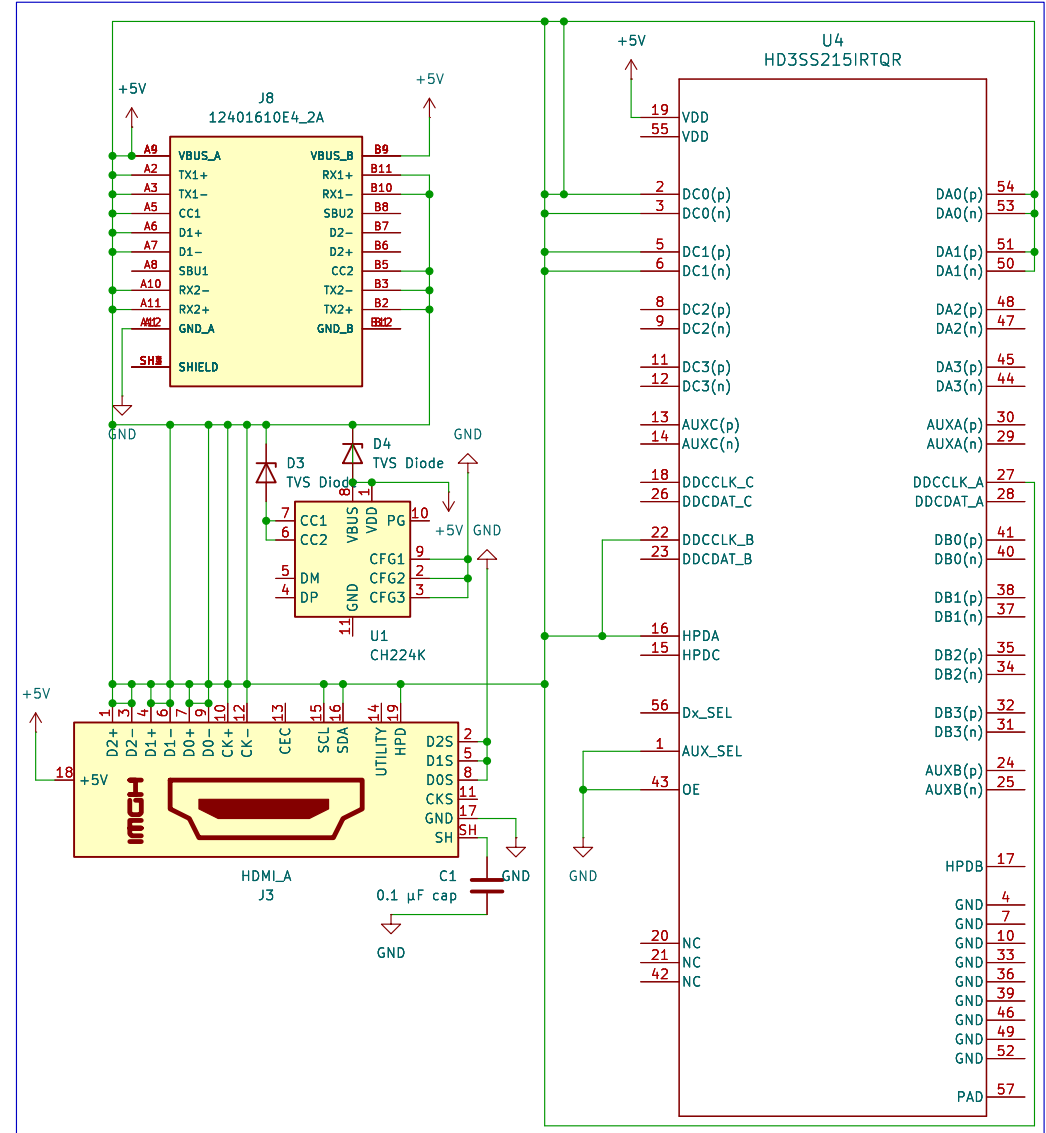 U4
HD3SS215IRTQR
+5V
19 VDD
55 VDD
2 DC0(p)
3 DC0(n)
5 DC1(p)
6 DC1(n)
8 DC2(p)
9 DC2(n)
11 DC3(p)
12 DC3(n)
13 AUXC(p)
14 AUXC(n)
18 DDCCLK_C
26 DDCDAT_C
22 DDCCLK_B
23 DDCDAT_B
16 HPDA
15 HPDC
56 Dx_SEL
1 AUX_SEL
43 OE
20 NC
21 NC
42 NC
DA0(p) 54
DA0(n) 53
DA1(p) 51
DA1(n) 50
DA2(p) 48
DA2(n) 47
DA3(p) 45
DA3(n) 44
AUXA(p) 30
AUXA(n) 29
DDCCLK_A 27
DDCDAT_A 28
DB0(p) 41
DB0(n) 40
DB1(p) 38
DB1(n) 37
DB2(p) 35
DB2(n) 34
DB3(p) 32
DB3(n) 31
AUXB(p) 24
AUXB(n) 25
HPDB 17
GND 4
GND 7
GND 10
GND 33
GND 36
GND 39
GND 46
GND 49
GND 52
PAD 57
GND
+5V
+5V
J8
12401610E4_2A
A9 VBUS_A
A2 TX1+
A3 TX1-
A5 CC1
A6 D1+
A7 D1-
A8 SBU1
A10 RX2-
A11 RX2+
GND_A
SHIELD
VBUS_B B9
RX1+ B11
RX1- B10
SBU2 B8
D2- B7
D2+ B6
CC2 B5
TX2- B3
TX2+ B2
GND_B
GND
D3
TVS Diode
D4
TVS Diode
GND
+5V
GND
7 CC1
6 CC2
5 DM
4 DP
8 VBUS
1 VDD
PG 10
CFG1 9
CFG2 2
CFG3 3
GND 11
U1
CH224K
+5V
18 +5V
1 D2+
3 D2-
4 D1+
6 D1-
7 D0+
9 D0-
10 CK+
12 CK-
13 CEC
15 SCL
16 SDA
14 UTILITY
19 HPD
D2S 2
D1S 5
D0S 8
CKS 11
GND 17
SH SH
HDMI
HDMI_A
J3
C1
0.1 µF cap
GND
GND